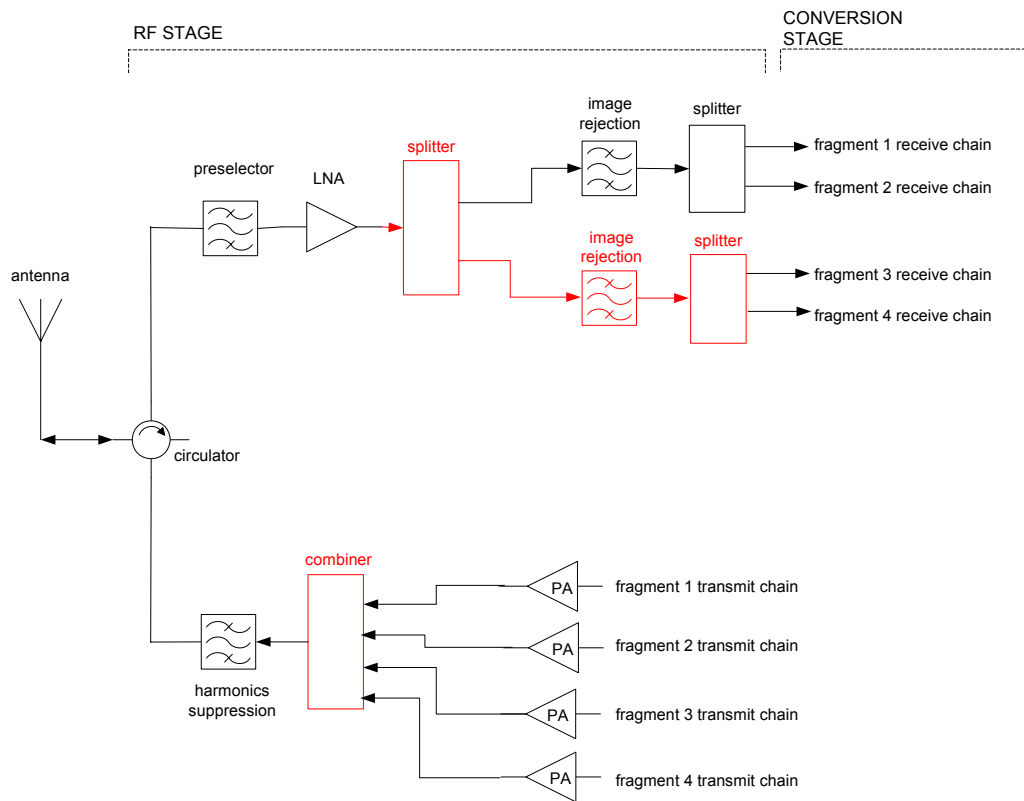 RF STAGE
CONVERSION
STAGE
image
rejection
splitter
splitter
fragment 1 receive chain
preselector
LNA
fragment 2 receive chain
image
rejection
splitter
antenna
fragment 3 receive chain
fragment 4 receive chain
circulator
combiner
PA
fragment 1 transmit chain
PA
fragment 2 transmit chain
harmonics
suppression
PA
fragment 3 transmit chain
PA
fragment 4 transmit chain